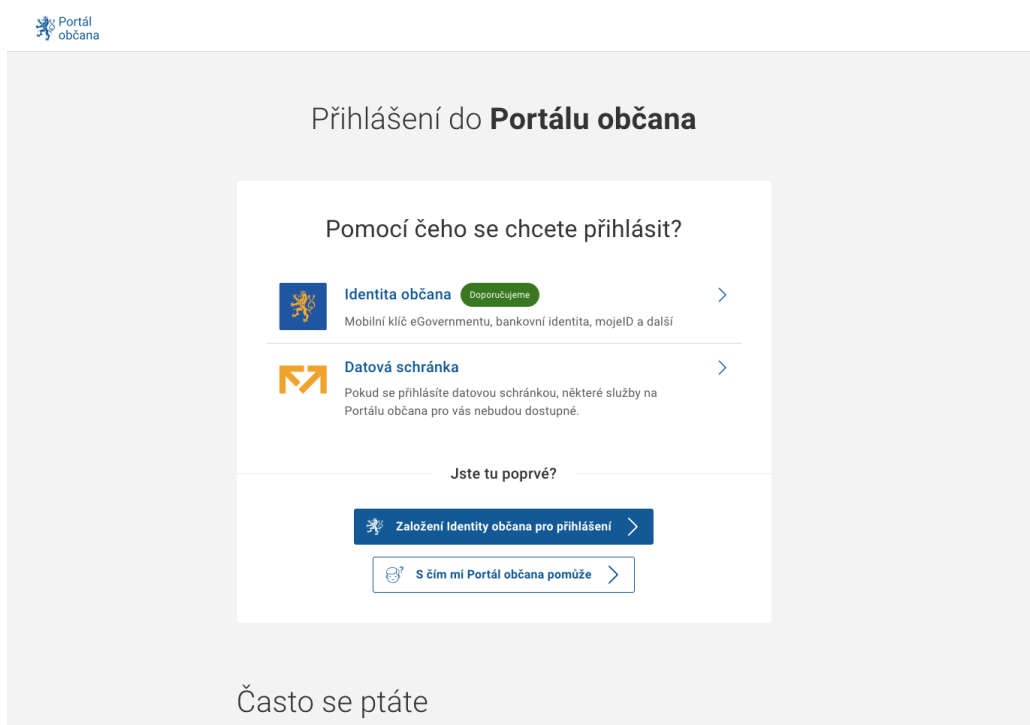 Portál
občana
Přihlášení do Portálu občana
Pomocí čeho se chcete přihlásit?
Identita občana Doporučujeme
Mobilní klíč eGovernmentu, bankovní identita, mojeID a další
Datová schránka
Pokud se přihlásíte datovou schránkou, některé služby na
Portálu občana pro vás nebudou dostupné.
Jste tu poprvé?
Založení Identity občana pro přihlášení
S čím mi Portál občana pomůže
Často se ptáte